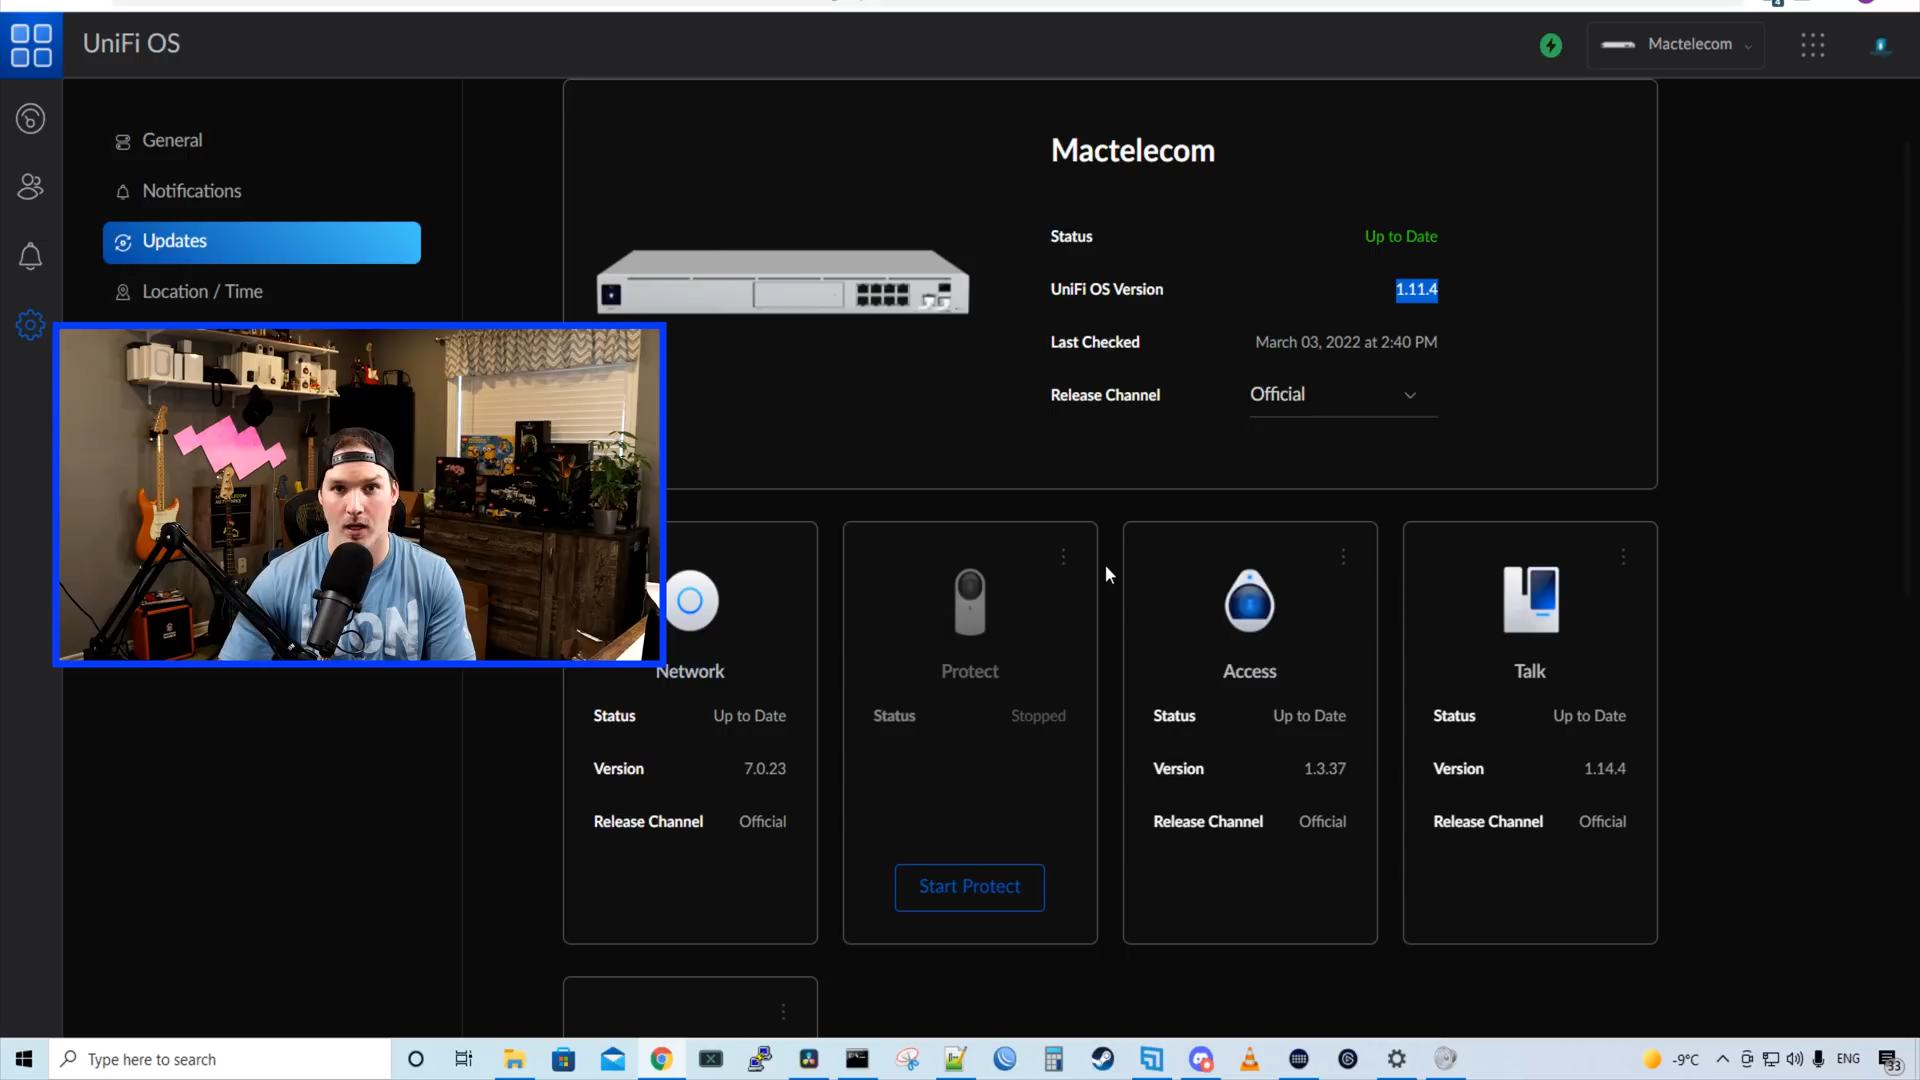 UniFi OS
Mactelecom
General
Notifications
Updates
Location / Time
Mactelecom
Status Up to Date
UniFi OS Version 1.11.4
Last Checked March 03, 2022 at 2:40 PM
Release Channel Official
Network
Status Up to Date
Version 7.0.23
Release Channel Official
Protect
Status Stopped
Start Protect
Access
Status Up to Date
Version 1.3.37
Release Channel Official
Talk
Status Up to Date
Version 1.14.4
Release Channel Official
Type here to search
-9°C
ENG
33